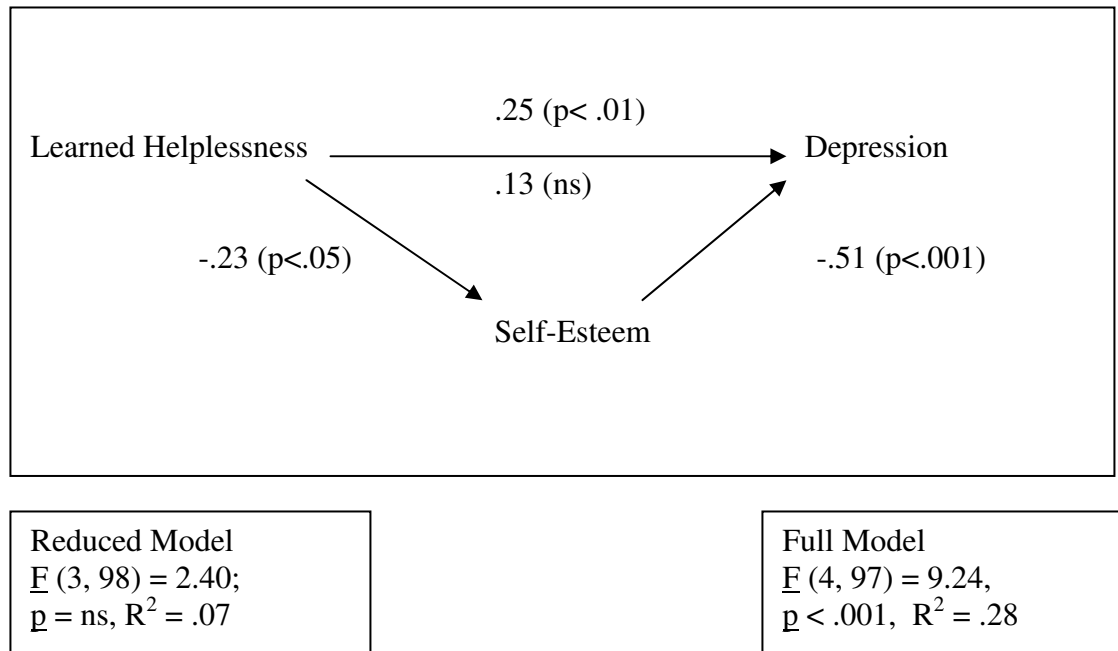 .25 (p< .01)
Learned Helplessness
Depression
.13 (ns)
-.23 (p<.05)
-.51 (p<.001)
Self-Esteem
Reduced Model
F (3, 98) = 2.40;
p = ns, R² = .07
Full Model
F (4, 97) = 9.24,
p < .001, R² = .28